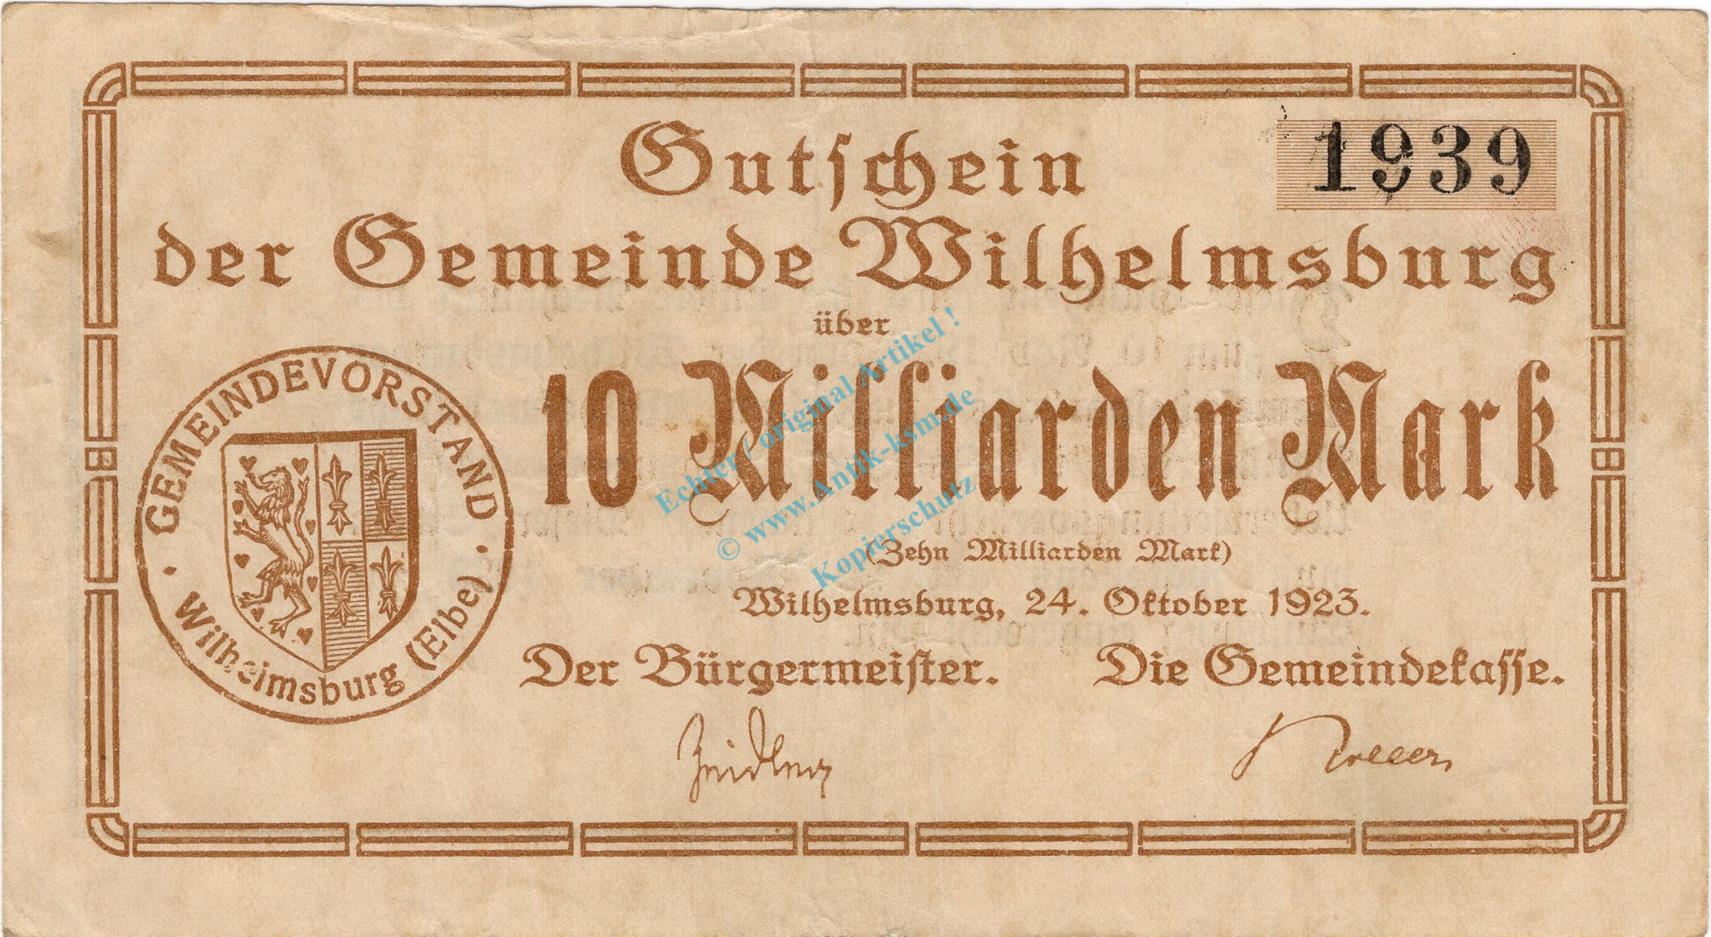 1939
Gutschein
der Gemeinde Wilhelmsburg
über
10 Milliarden Mark
(Zehn Milliarden Mark)
Wilhelmsburg, 24. Oktober 1923.
Der Bürgermeister.
Die Gemeindekasse.
Zeidler
GEMEINDEVORSTAND
Wilhelmsburg (Elbe)
Echter / original Artikel !
© www.Antik-ksm.de
Kopierschutz